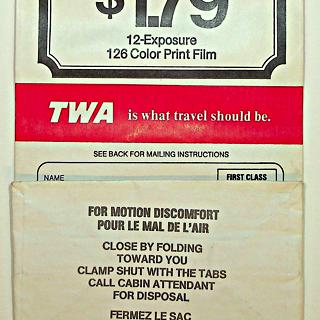 $1.79
12-Exposure
126 Color Print Film
TWA is what travel should be.
SEE BACK FOR MAILING INSTRUCTIONS
NAME
FIRST CLASS
FOR MOTION DISCOMFORT
POUR LE MAL DE L'AIR
CLOSE BY FOLDING
TOWARD YOU
CLAMP SHUT WITH THE TABS
CALL CABIN ATTENDANT
FOR DISPOSAL
FERMEZ LE SAC